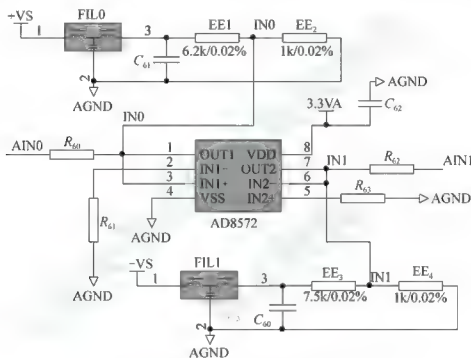 +VS 1 FIL0 3 EE1 IN0 EE2
C61 6.2k/0.02% 1k/0.02%
2
AGND
AGND
3.3VA C62
IN0
AIN0 R60 1 OUT1 VDD 8 R62 AIN1
2 IN1- OUT2 7 IN1
3 IN1+ IN2- 6 R63
4 VSS IN2+ 5 AGND
R61
AGND AD8572
AGND
-VS 1 FIL1 3 EE3 IN1 EE4
7.5k/0.02% 1k/0.02%
C60
2
AGND